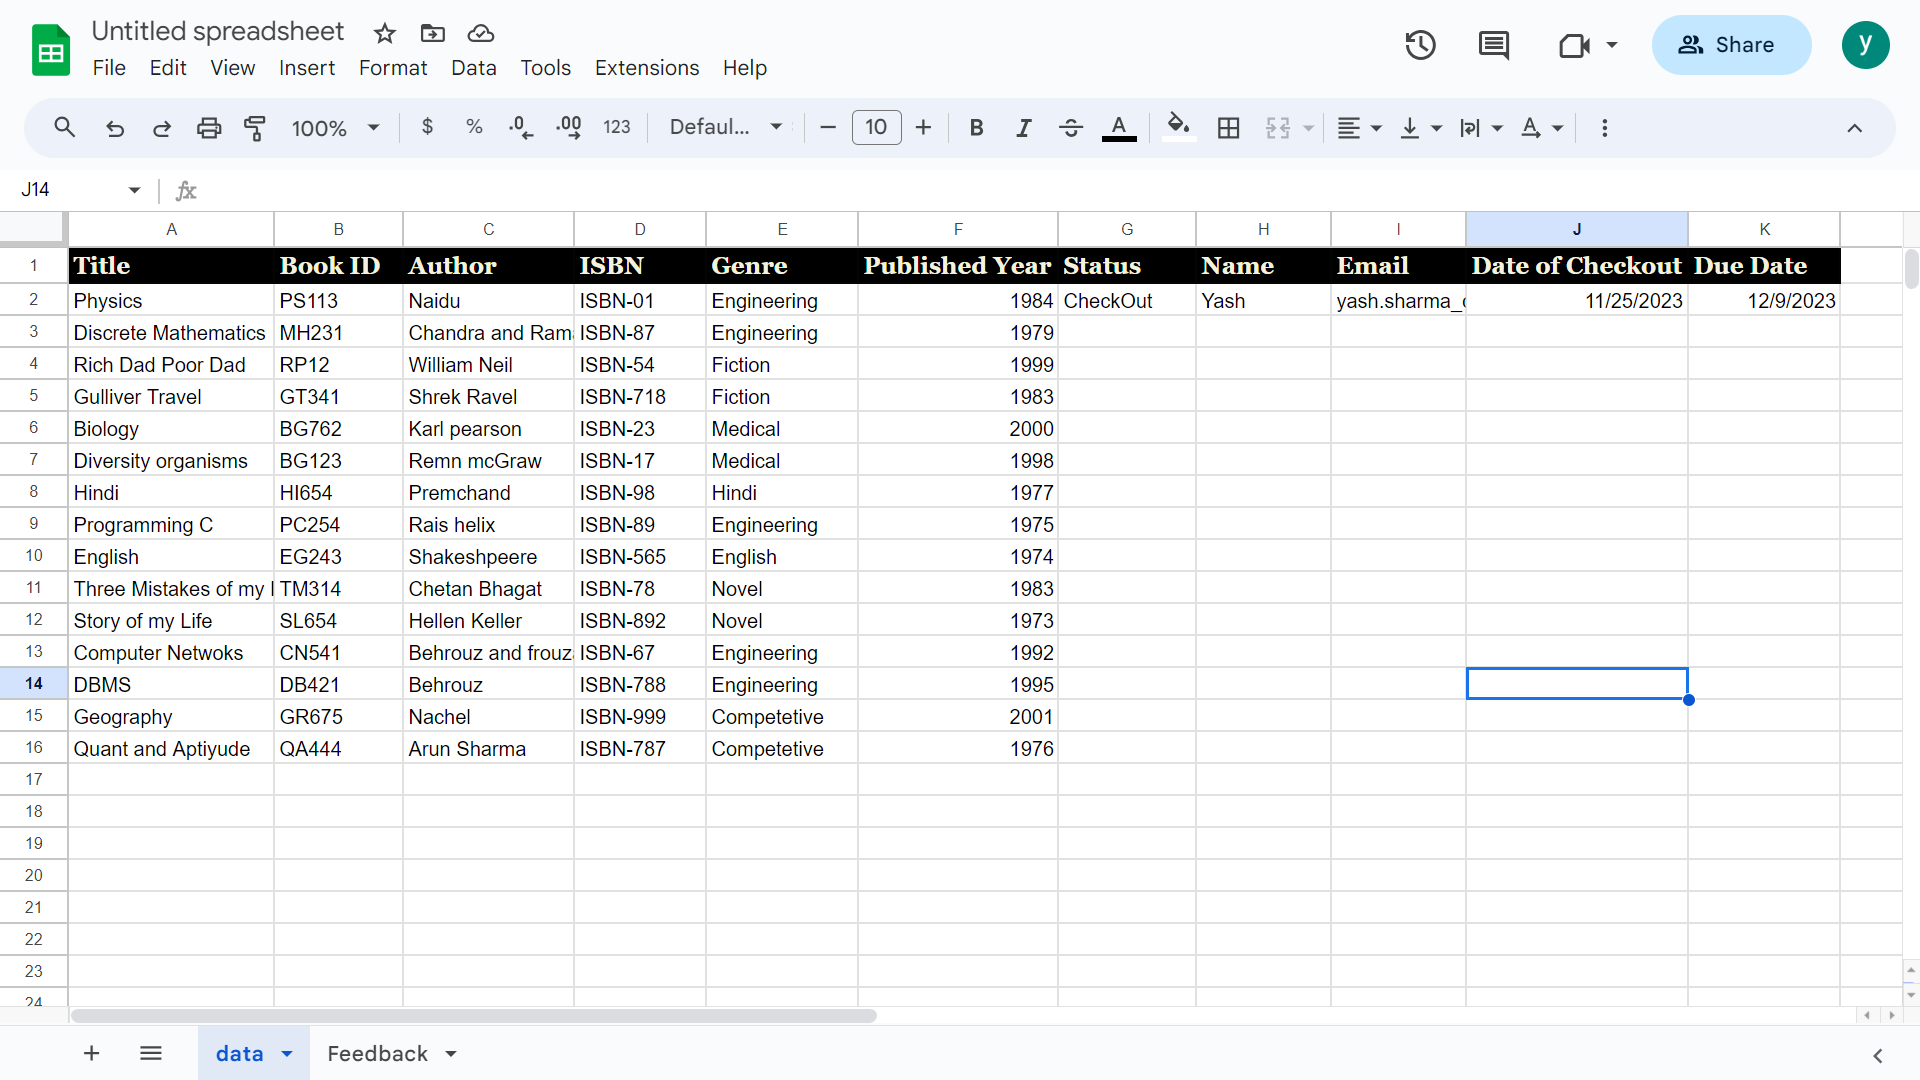 Untitled spreadsheet
File Edit View Insert Format Data Tools Extensions Help
Share
y
100% $ % .0 .00 123 Defaul... 10 B I A A
J14 fx
A B C D E F G H I J K
1 Title Book ID Author ISBN Genre Published Year Status Name Email Date of Checkout Due Date
2 Physics PS113 Naidu ISBN-01 Engineering 1984 CheckOut Yash yash.sharma_ 11/25/2023 12/9/2023
3 Discrete Mathematics MH231 Chandra and Ram ISBN-87 Engineering 1979
4 Rich Dad Poor Dad RP12 William Neil ISBN-54 Fiction 1999
5 Gulliver Travel GT341 Shrek Ravel ISBN-718 Fiction 1983
6 Biology BG762 Karl pearson ISBN-23 Medical 2000
7 Diversity organisms BG123 Remn mcGraw ISBN-17 Medical 1998
8 Hindi HI654 Premchand ISBN-98 Hindi 1977
9 Programming C PC254 Rais helix ISBN-89 Engineering 1975
10 English EG243 Shakeshpeere ISBN-565 English 1974
11 Three Mistakes of my TM314 Chetan Bhagat ISBN-78 Novel 1983
12 Story of my Life SL654 Hellen Keller ISBN-892 Novel 1973
13 Computer Netwoks CN541 Behrouz and frouz ISBN-67 Engineering 1992
14 DBMS DB421 Behrouz ISBN-788 Engineering 1995
15 Geography GR675 Nachel ISBN-999 Competetive 2001
16 Quant and Aptiyude QA444 Arun Sharma ISBN-787 Competetive 1976
17
18
19
20
21
22
23
24
data Feedback